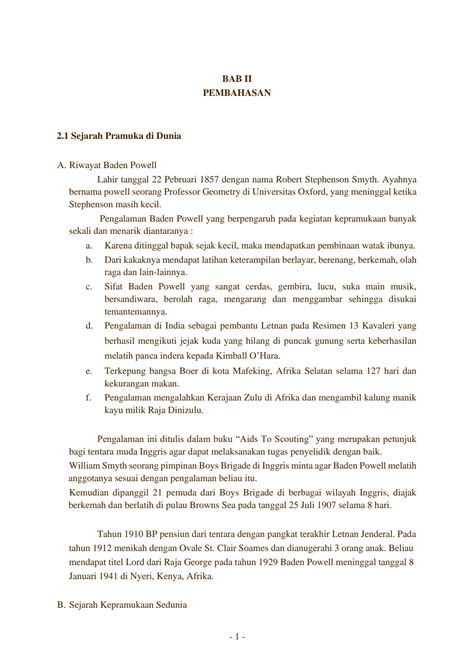 BAB II
PEMBAHASAN
2.1 Sejarah Pramuka di Dunia
A. Riwayat Baden Powell
Lahir tanggal 22 Pebruari 1857 dengan nama Robert Stephenson Smyth. Ayahnya
bernama powell seorang Professor Geometry di Universitas Oxford, yang meninggal ketika
Stephenson masih kecil.
Pengalaman Baden Powell yang berpengaruh pada kegiatan kepramukaan banyak
sekali dan menarik diantaranya :
a. Karena ditinggal bapak sejak kecil, maka mendapatkan pembinaan watak ibunya.
b. Dari kakaknya mendapat latihan keterampilan berlayar, berenang, berkemah, olah
raga dan lain-lainnya.
c. Sifat Baden Powell yang sangat cerdas, gembira, lucu, suka main musik,
bersandiwara, berolah raga, mengarang dan menggambar sehingga disukai
temantemannya.
d. Pengalaman di India sebagai pembantu Letnan pada Resimen 13 Kavaleri yang
berhasil mengikuti jejak kuda yang hilang di puncak gunung serta keberhasilan
melatih panca indera kepada Kimball O’Hara.
e. Terkepung bangsa Boer di kota Mafeking, Afrika Selatan selama 127 hari dan
kekurangan makan.
f. Pengalaman mengalahkan Kerajaan Zulu di Afrika dan mengambil kalung manik
kayu milik Raja Dinizulu.
Pengalaman ini ditulis dalam buku “Aids To Scouting” yang merupakan petunjuk
bagi tentara muda Inggris agar dapat melaksanakan tugas penyelidik dengan baik.
William Smyth seorang pimpinan Boys Brigade di Inggris minta agar Baden Powell melatih
anggotanya sesuai dengan pengalaman beliau itu.
Kemudian dipanggil 21 pemuda dari Boys Brigade di berbagai wilayah Inggris, diajak
berkemah dan berlatih di pulau Browns Sea pada tanggal 25 Juli 1907 selama 8 hari.
Tahun 1910 BP pensiun dari tentara dengan pangkat terakhir Letnan Jenderal. Pada
tahun 1912 menikah dengan Ovale St. Clair Soames dan dianugerahi 3 orang anak. Beliau
mendapat titel Lord dari Raja George pada tahun 1929 Baden Powell meninggal tanggal 8
Januari 1941 di Nyeri, Kenya, Afrika.
B. Sejarah Kepramukaan Sedunia
- 1 -